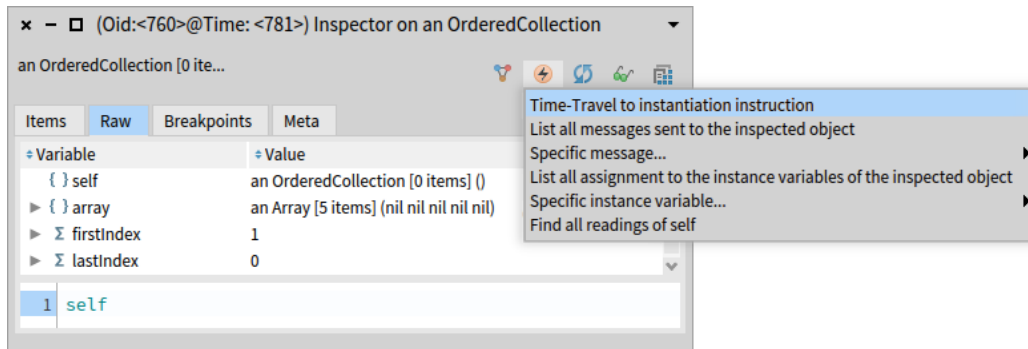 (Oid:<760>@Time: <781>) Inspector on an OrderedCollection
an OrderedCollection [0 ite...
Items Raw Breakpoints Meta
Variable Value
{ } self an OrderedCollection [0 items] ()
{ } array an Array [5 items] (nil nil nil nil nil)
Σ firstIndex 1
Σ lastIndex 0
1 self
Time-Travel to instantiation instruction
List all messages sent to the inspected object
Specific message...
List all assignment to the instance variables of the inspected object
Specific instance variable...
Find all readings of self